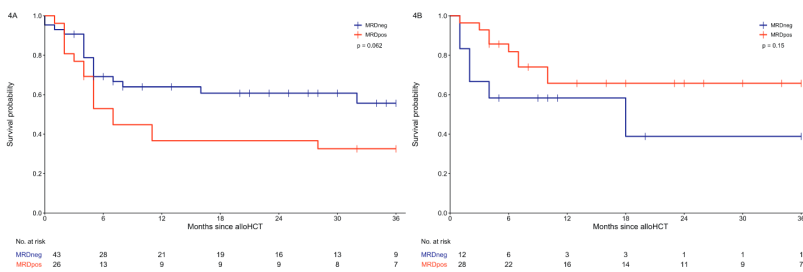 4A
MRDneg
MRDpos
p = 0.062
Survival probability
1.0
0.8
0.6
0.4
0.2
0.0
0 6 12 18 24 30 36
Months since alloHCT
No. at risk
MRDneg 43 28 21 19 16 13 9
MRDpos 26 13 9 9 9 8 7
4B
MRDneg
MRDpos
p = 0.15
Survival probability
1.0
0.8
0.6
0.4
0.2
0.0
0 6 12 18 24 30 36
Months since alloHCT
No. at risk
MRDneg 12 6 3 3 1 1 1
MRDpos 28 22 16 14 11 9 7